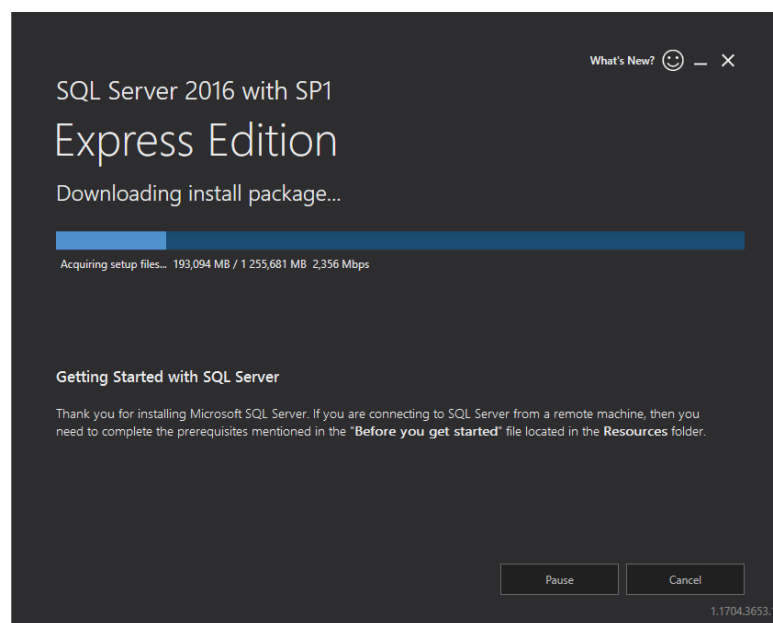 What's New?
SQL Server 2016 with SP1
Express Edition
Downloading install package...
Acquiring setup files... 193,094 MB / 1 255,681 MB 2,356 Mbps
Getting Started with SQL Server
Thank you for installing Microsoft SQL Server. If you are connecting to SQL Server from a remote machine, then you
need to complete the prerequisites mentioned in the "Before you get started" file located in the Resources folder.
Pause Cancel
1.1704.3653.